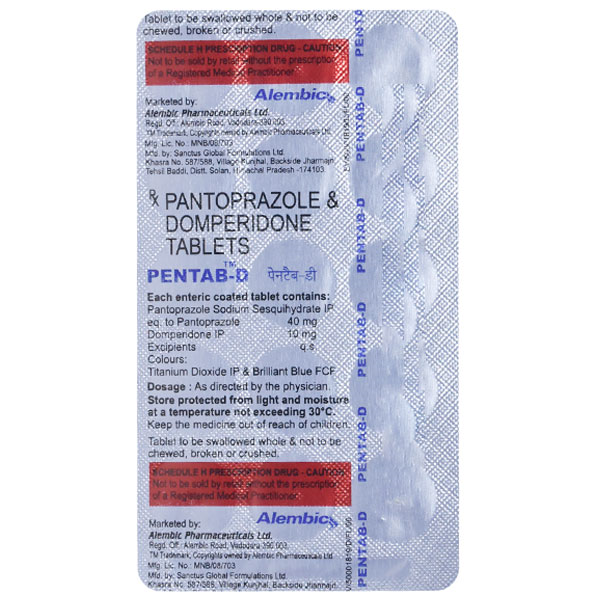 Tablet to be swallowed whole & not to be
chewed, broken or crushed.
SCHEDULE H PRESCRIPTION DRUG - CAUTION
Not to be sold by retail without the prescription
of a Registered Medical Practitioner.
Alembic
Marketed by:
Alembic Pharmaceuticals Ltd.
Regd. Off.: Alembic Road, Vadodara-390 003.
TM Trademark, Copyrights owned by Alembic Pharmaceuticals Ltd.
Mfg. Lic. No.: MNB/08/703
Mfd. by: Sanctus Global Formulations Ltd.
Khasra No. 587/588, Village Kunjhal, Backside Jharmajri,
Tehsil Baddi, Distt. Solan, Himachal Pradesh -174103.
Rx PANTOPRAZOLE &
DOMPERIDONE
TABLETS
PENTAB-D™ पेनटैब-डी
Each enteric coated tablet contains:
Pantoprazole Sodium Sesquihydrate IP
eq. to Pantoprazole 40 mg
Domperidone IP 10 mg
Excipients q.s.
Colours:
Titanium Dioxide IP & Brilliant Blue FCF
Dosage : As directed by the physician.
Store protected from light and moisture
at a temperature not exceeding 30°C.
Keep the medicine out of reach of children.
Tablet to be swallowed whole & not to be
chewed, broken or crushed.
SCHEDULE H PRESCRIPTION DRUG - CAUTION
Not to be sold by retail without the prescription
of a Registered Medical Practitioner.
Alembic
Marketed by:
Alembic Pharmaceuticals Ltd.
Regd. Off.: Alembic Road, Vadodara-390 003.
TM Trademark, Copyrights owned by Alembic Pharmaceuticals Ltd.
Mfg. Lic. No.: MNB/08/703
Mfd. by: Sanctus Global Formulations Ltd.
Khasra No. 587/588, Village Kunjhal, Backside Jharmajri,
PENTAB-D
PENTAB-D
PENTAB-D
PENTAB-D
PENTAB-D
PENTAB-D